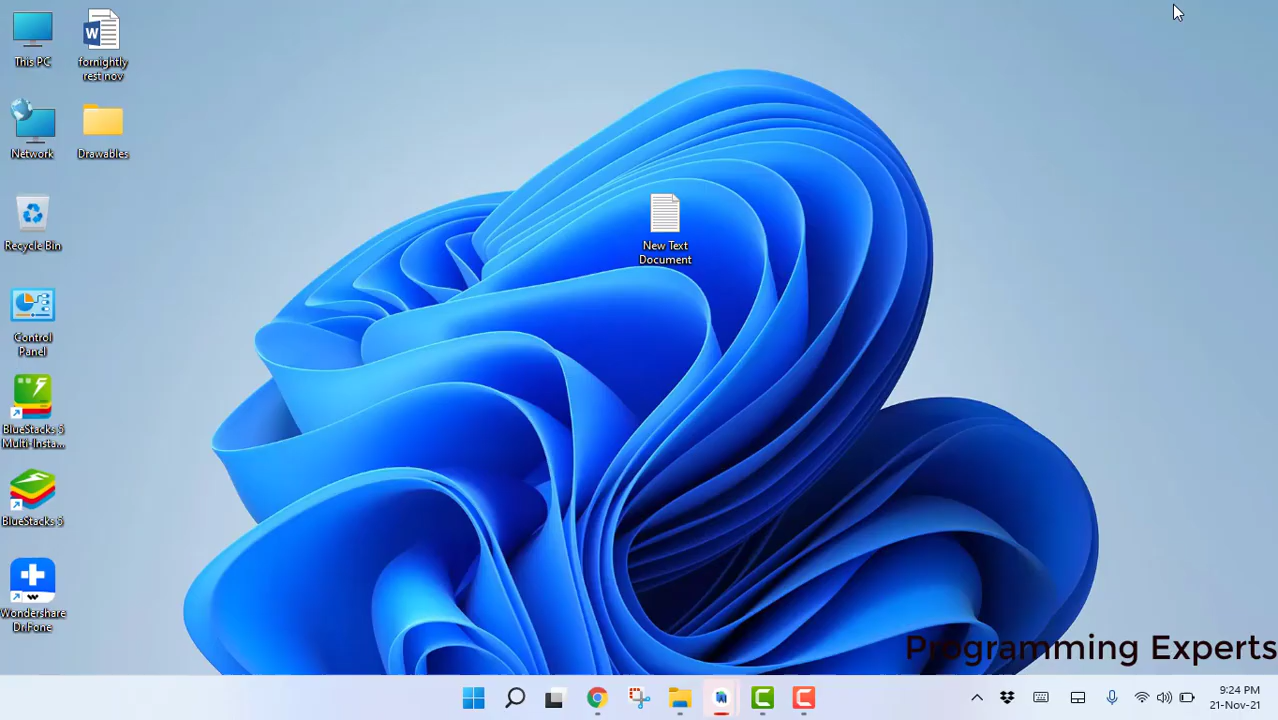 This PC
fornightly
rest nov
Network
Drawables
Recycle Bin
New Text
Document
Control
Panel
BlueStacks 5
Multi-Insta...
BlueStacks 5
Wondershare
Dr.Fone
Programming Experts
9:24 PM
21-Nov-21